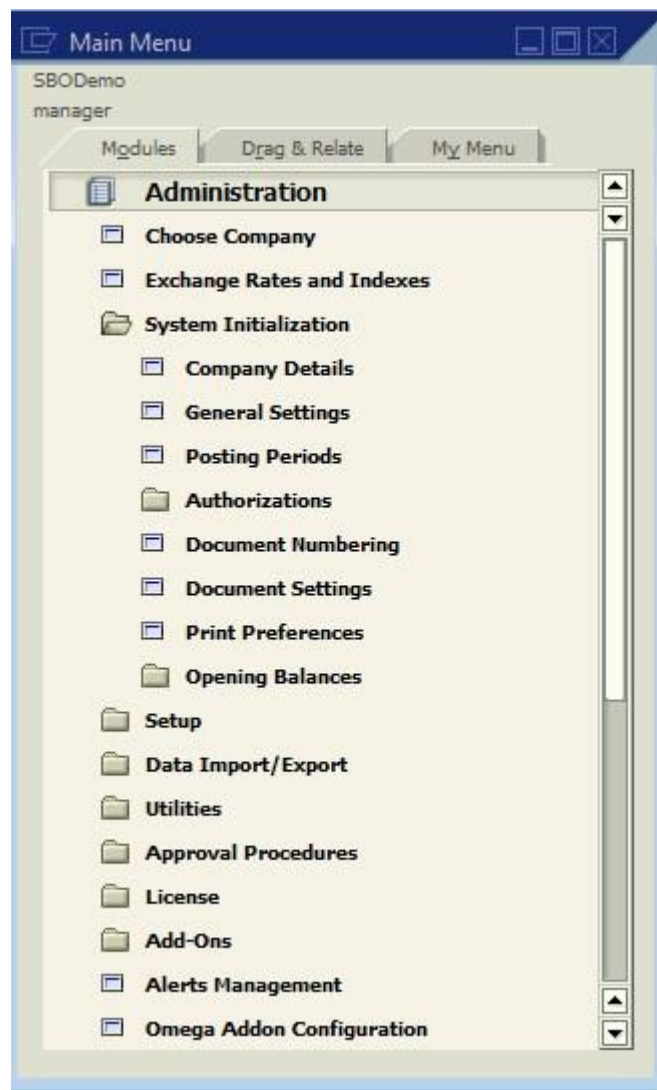 Main Menu
SBODemo
manager
Modules Drag & Relate My Menu
Administration
Choose Company
Exchange Rates and Indexes
System Initialization
Company Details
General Settings
Posting Periods
Authorizations
Document Numbering
Document Settings
Print Preferences
Opening Balances
Setup
Data Import/Export
Utilities
Approval Procedures
License
Add-Ons
Alerts Management
Omega Addon Configuration